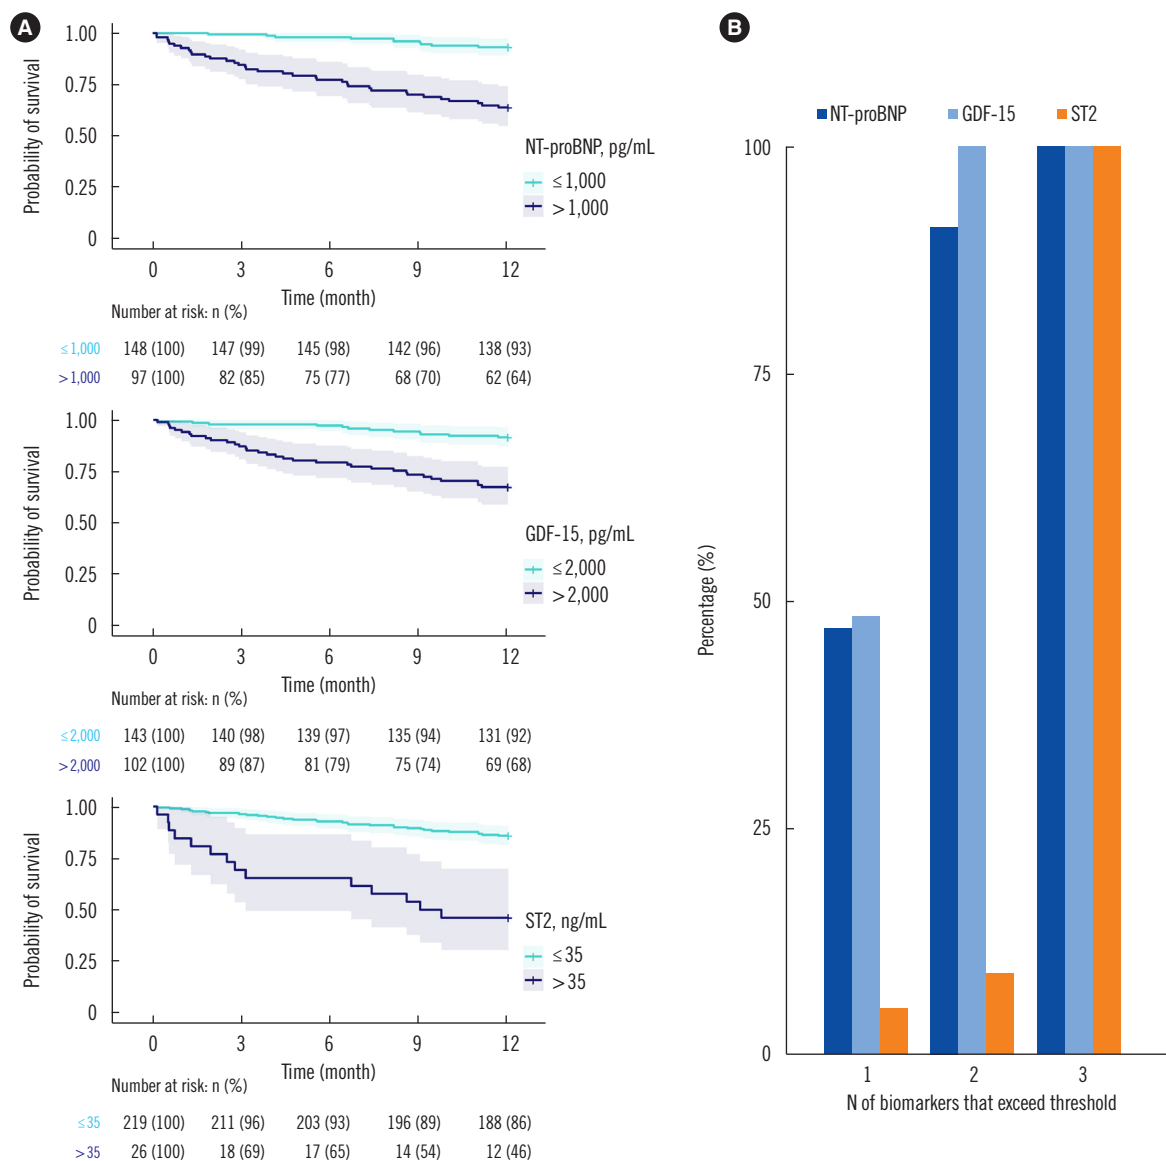 A
1.00
0.75
0.50
0.25
0
Probability of survival
NT-proBNP, pg/mL
≤1,000
>1,000
0 3 6 9 12
Time (month)
Number at risk: n (%)
≤1,000 148 (100) 147 (99) 145 (98) 142 (96) 138 (93)
>1,000 97 (100) 82 (85) 75 (77) 68 (70) 62 (64)
1.00
0.75
0.50
0.25
0
Probability of survival
GDF-15, pg/mL
≤2,000
>2,000
0 3 6 9 12
Time (month)
Number at risk: n (%)
≤2,000 143 (100) 140 (98) 139 (97) 135 (94) 131 (92)
>2,000 102 (100) 89 (87) 81 (79) 75 (74) 69 (68)
1.00
0.75
0.50
0.25
0
Probability of survival
ST2, ng/mL
≤35
>35
0 3 6 9 12
Time (month)
Number at risk: n (%)
≤35 219 (100) 211 (96) 203 (93) 196 (89) 188 (86)
>35 26 (100) 18 (69) 17 (65) 14 (54) 12 (46)
B
NT-proBNP GDF-15 ST2
100
75
50
25
0
Percentage (%)
1 2 3
N of biomarkers that exceed threshold